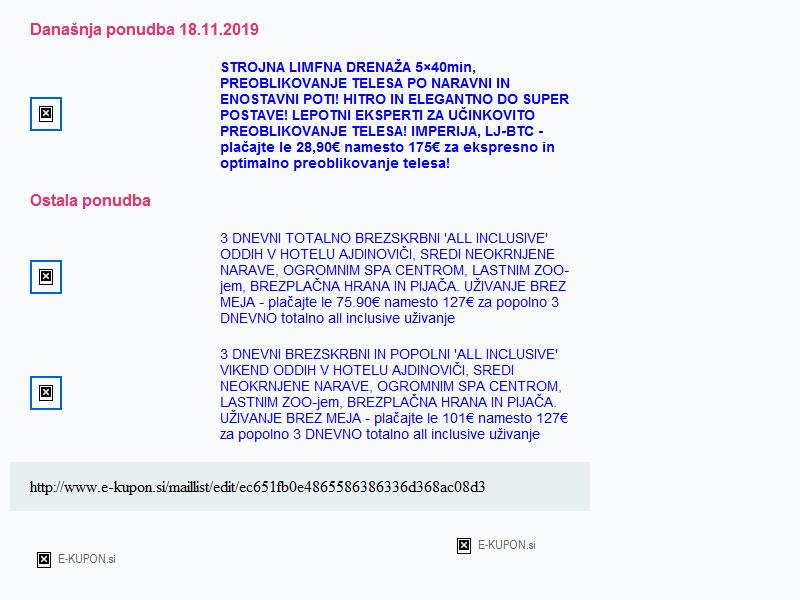 Današnja ponudba 18.11.2019
STROJNA LIMFNA DRENAŽA 5×40min,
PREOBLIKOVANJE TELESA PO NARAVNI IN
ENOSTAVNI POTI! HITRO IN ELEGANTNO DO SUPER
POSTAVE! LEPOTNI EKSPERTI ZA UČINKOVITO
PREOBLIKOVANJE TELESA! IMPERIJA, LJ-BTC -
plačajte le 28,90€ namesto 175€ za ekspresno in
optimalno preoblikovanje telesa!
Ostala ponudba
3 DNEVNI TOTALNO BREZSKRBNI 'ALL INCLUSIVE'
ODDIH V HOTELU AJDINOVIČI, SREDI NEOKRNJENE
NARAVE, OGROMNIM SPA CENTROM, LASTNIM ZOO-
jem, BREZPLAČNA HRANA IN PIJAČA. UŽIVANJE BREZ
MEJA - plačajte le 75.90€ namesto 127€ za popolno 3
DNEVNO totalno all inclusive uživanje
3 DNEVNI BREZSKRBNI IN POPOLNI 'ALL INCLUSIVE'
VIKEND ODDIH V HOTELU AJDINOVIČI, SREDI
NEOKRNJENE NARAVE, OGROMNIM SPA CENTROM,
LASTNIM ZOO-jem, BREZPLAČNA HRANA IN PIJAČA.
UŽIVANJE BREZ MEJA - plačajte le 101€ namesto 127€
za popolno 3 DNEVNO totalno all inclusive uživanje
http://www.e-kupon.si/maillist/edit/ec651fb0e4865586386336d368ac08d3
E-KUPON.si
E-KUPON.si